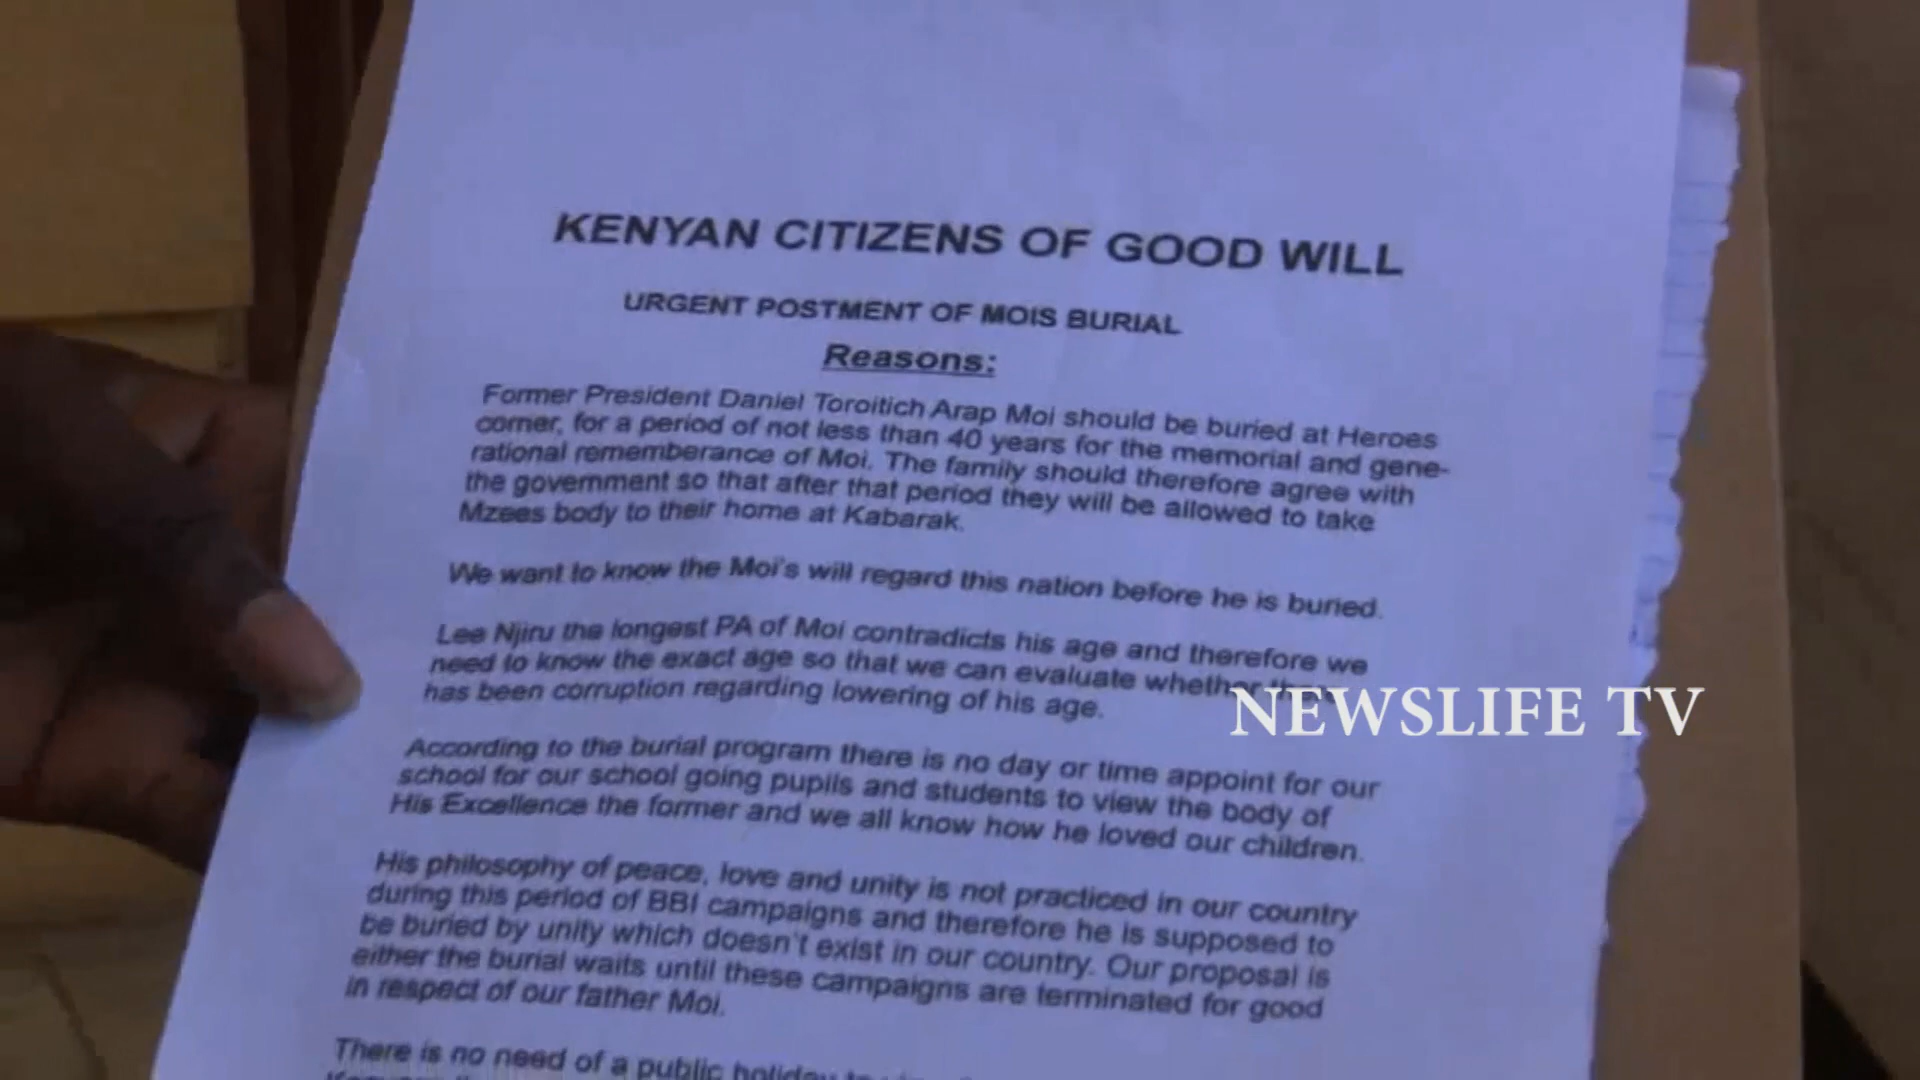 KENYAN CITIZENS OF GOOD WILL
URGENT POSTMENT OF MOIS BURIAL
Reasons:
Former President Daniel Toroitich Arap Moi should be buried at Heroes
corner, for a period of not less than 40 years for the memorial and gene-
rational rememberance of Moi. The family should therefore agree with
the government so that after that period they will be allowed to take
Mzees body to their home at Kabarak.
We want to know the Moi's will regard this nation before he is buried.
Lee Njiru the longest PA of Moi contradicts his age and therefore we
need to know the exact age so that we can evaluate whether
has been corruption regarding lowering of his age.
NEWSLIFE TV
According to the burial program there is no day or time appoint for our
school for our school going pupils and students to view the body of
His Excellence the former and we all know how he loved our children.
His philosophy of peace, love and unity is not practiced in our country
during this period of BBI campaigns and therefore he is supposed to
be buried by unity which doesn't exist in our country. Our proposal is
either the burial waits until these campaigns are terminated for good
in respect of our father Moi.
There is no need of a public holiday